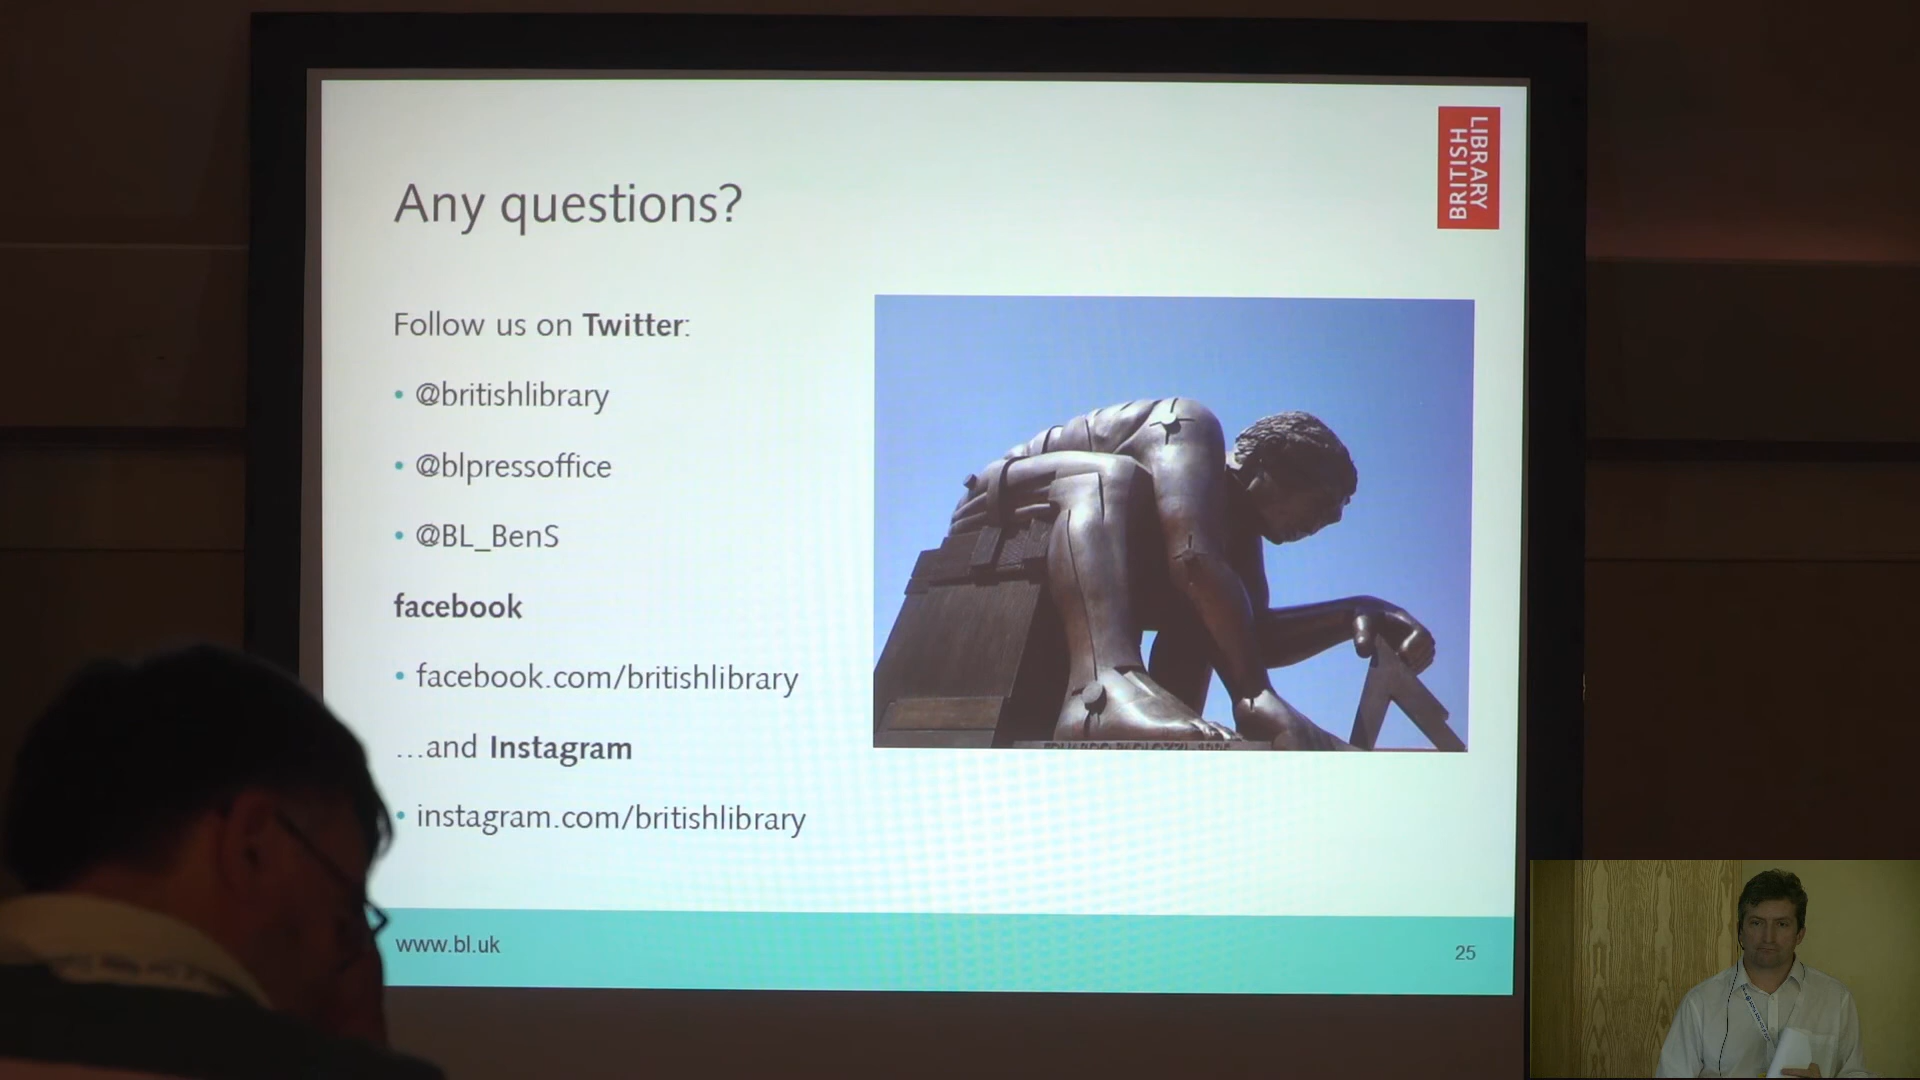 LIBRARY
BRITISH
Any questions?
Follow us on Twitter:
• @britishlibrary
• @blpressoffice
• @BL_BenS
facebook
• facebook.com/britishlibrary
...and Instagram
• instagram.com/britishlibrary
www.bl.uk
25